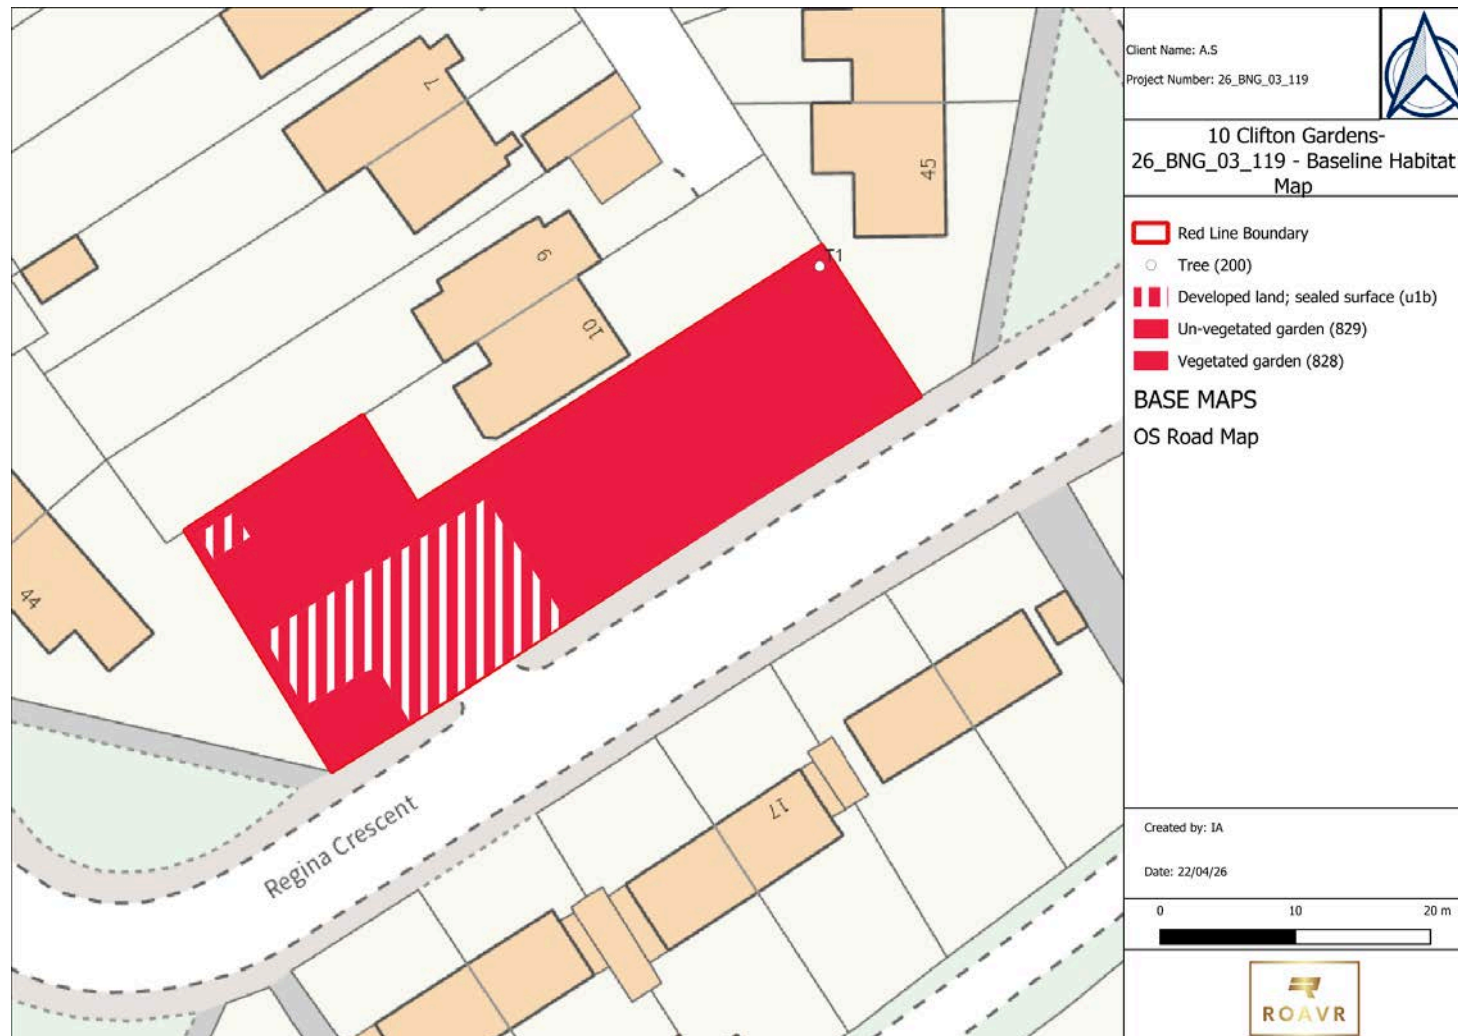 Client Name: A.S
Project Number: 26_BNG_03_119
10 Clifton Gardens-
26_BNG_03_119 - Baseline Habitat
Map
Red Line Boundary
Tree (200)
Developed land; sealed surface (u1b)
Un-vegetated garden (829)
Vegetated garden (828)
BASE MAPS
OS Road Map
Created by: IA
Date: 22/04/26
0 10 20 m
ROAVR
7
45
9
10
T1
44
17
Regina Crescent